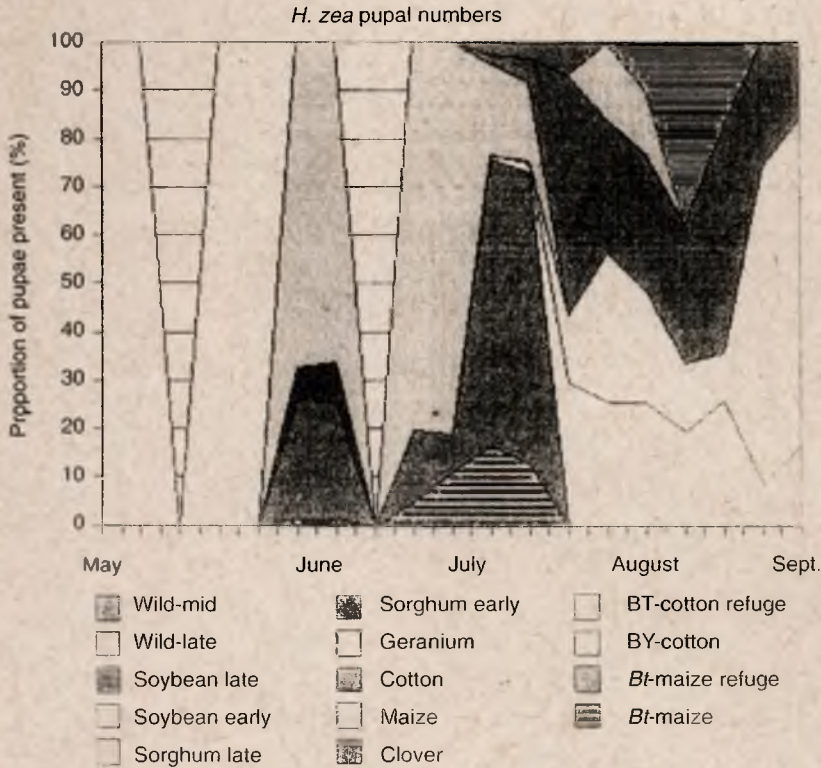 H. zea pupal numbers
Proportion of pupae present (%)
100
90
80
70
60
50
40
30
20
10
0
May
June
July
August
Sept.
Wild-mid
Wild-late
Soybean late
Soybean early
Sorghum late
Sorghum early
Geranium
Cotton
Maize
Clover
BT-cotton refuge
BY-cotton
Bt-maize refuge
Bt-maize